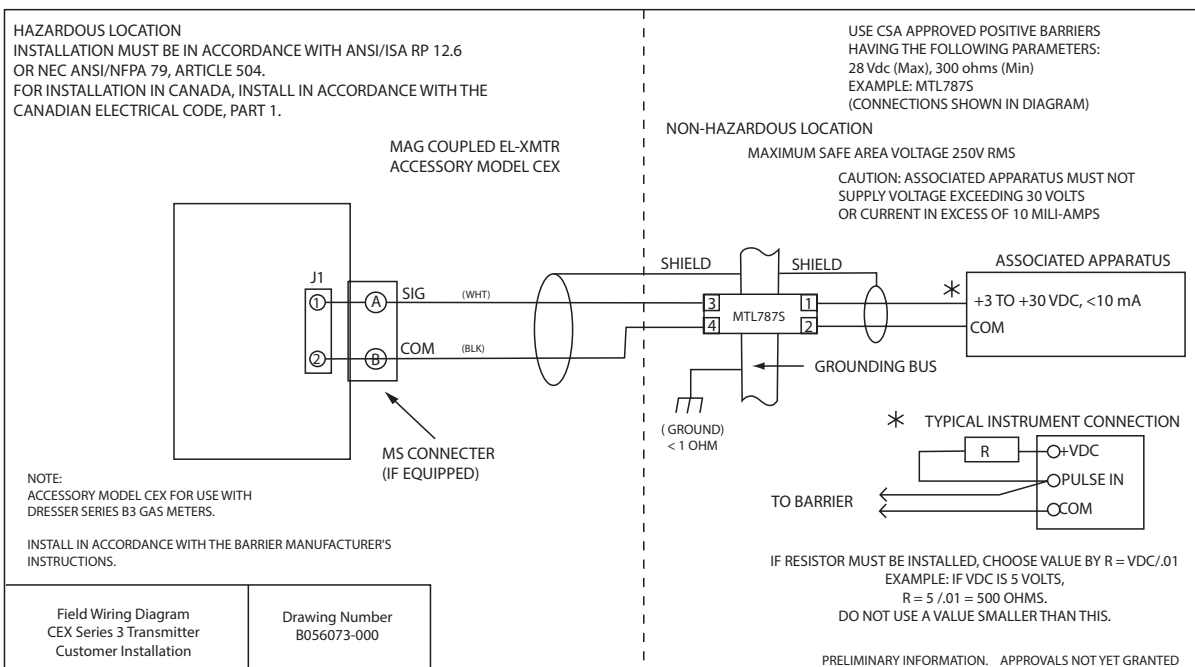 HAZARDOUS LOCATION
INSTALLATION MUST BE IN ACCORDANCE WITH ANSI/ISA RP 12.6
OR NEC ANSI/NFPA 79, ARTICLE 504.
FOR INSTALLATION IN CANADA, INSTALL IN ACCORDANCE WITH THE
CANADIAN ELECTRICAL CODE, PART 1.
MAG COUPLED EL-XMTR
ACCESSORY MODEL CEX
USE CSA APPROVED POSITIVE BARRIERS
HAVING THE FOLLOWING PARAMETERS:
28 Vdc (Max), 300 ohms (Min)
EXAMPLE: MTL787S
(CONNECTIONS SHOWN IN DIAGRAM)
NON-HAZARDOUS LOCATION
MAXIMUM SAFE AREA VOLTAGE 250V RMS
CAUTION: ASSOCIATED APPARATUS MUST NOT
SUPPLY VOLTAGE EXCEEDING 30 VOLTS
OR CURRENT IN EXCESS OF 10 MILI-AMPS
J1
1
2
A
B
SIG
(WHT)
COM
(BLK)
MS CONNECTER
(IF EQUIPPED)
SHIELD
SHIELD
3
4
MTL787S
1
2
GROUNDING BUS
( GROUND)
< 1 OHM
ASSOCIATED APPARATUS
*
+3 TO +30 VDC, <10 mA
COM
* TYPICAL INSTRUMENT CONNECTION
R
+VDC
PULSE IN
COM
TO BARRIER
IF RESISTOR MUST BE INSTALLED, CHOOSE VALUE BY R = VDC/.01
EXAMPLE: IF VDC IS 5 VOLTS,
R = 5 /.01 = 500 OHMS.
DO NOT USE A VALUE SMALLER THAN THIS.
NOTE:
ACCESSORY MODEL CEX FOR USE WITH
DRESSER SERIES B3 GAS METERS.
INSTALL IN ACCORDANCE WITH THE BARRIER MANUFACTURER'S
INSTRUCTIONS.
Field Wiring Diagram
CEX Series 3 Transmitter
Customer Installation
Drawing Number
B056073-000
PRELIMINARY INFORMATION. APPROVALS NOT YET GRANTED